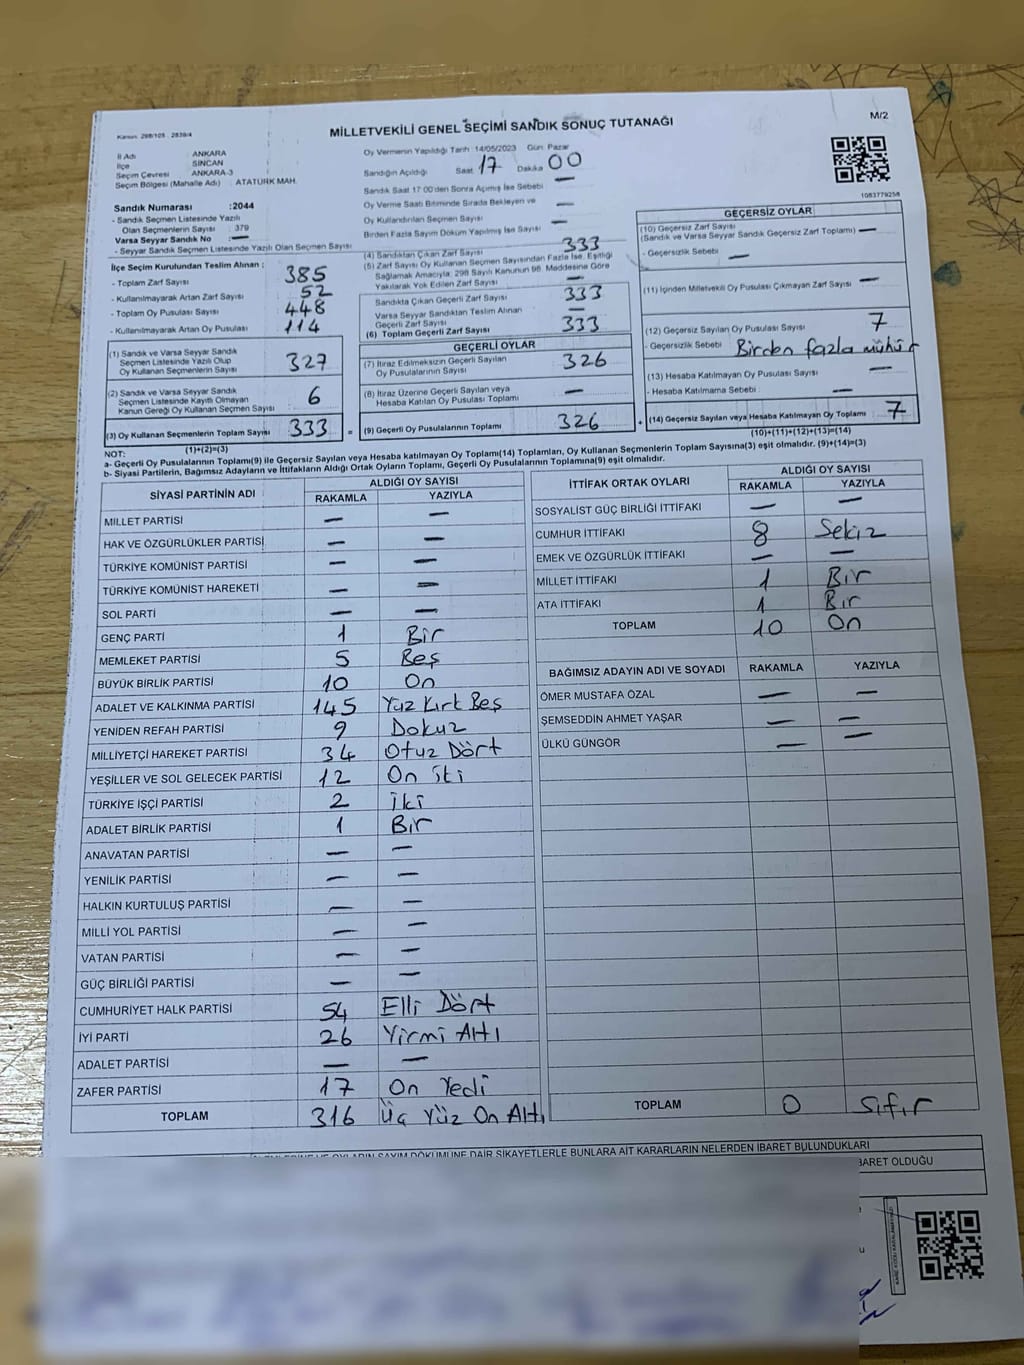 Kanun: 298/105 - 2839/4
MİLLETVEKİLİ GENEL SEÇİMİ SANDIK SONUÇ TUTANAĞI
M/2
İl Adı ANKARA
İlçe SİNCAN
Seçim Çevresi ANKARA-3
Seçim Bölgesi (Mahalle Adı) : ATATÜRK MAH.
Sandık Numarası :2044
- Sandık Seçmen Listesinde Yazılı
Olan Seçmenlerin Sayısı : 379
Varsa Seyyar Sandık No —
- Seyyar Sandık Listesinde Yazılı Olan Seçmen Sayısı
İlçe Seçim Kurulundan Teslim Alınan :
- Toplam Zarf Sayısı 385
- Kullanılmayarak Artan Zarf Sayısı 52
- Toplam Oy Pusulası Sayısı 448
- Kullanılmayarak Artan Oy Pusulası 114
(1) Sandık ve Varsa Seyyar Sandık
Seçmen Listesinde Yazılı Olup
Oy Kullanan Seçmenlerin Sayısı 327
(2) Sandık ve Varsa Seyyar Sandık
Seçmen Listesinde Kayıtlı Olmayan
Kanun Gereği Oy Kullanan Seçmen Sayısı 6
(3) Oy Kullanan Seçmenlerin Toplam Sayısı 333 =
(1)+(2)=(3)
Oy Vermenin Yapıldığı Tarih : 14/05/2023 Gün: Pazar
Sandığın Açıldığı Saat 17 Dakika 00
Sandık Saat 17:00'den Sonra Açılmış İse Sebebi —
Oy Verme Saati Bitiminde Sırada Bekleyen ve
Oy Kullandırılan Seçmen Sayısı —
Birden Fazla Sayım Döküm Yapılmış İse Sayısı —
(4) Sandıktan Çıkan Zarf Sayısı 333
(5) Zarf Sayısı Oy Kullanan Seçmen Sayısından Fazla İse, Eşitliği
Sağlamak Amacıyla; 298 Sayılı Kanunun 98. Maddesine Göre
Yakılarak Yok Edilen Zarf Sayısı —
Sandıkta Çıkan Geçerli Zarf Sayısı 333
Varsa Seyyar Sandıktan Teslim Alınan
Geçerli Zarf Sayısı —
(6) Toplam Geçerli Zarf Sayısı 333
GEÇERLİ OYLAR
(7) İtiraz Edilmeksizin Geçerli Sayılan
Oy Pusulalarının Sayısı 326
(8) İtiraz Üzerine Geçerli Sayılan veya
Hesaba Katılan Oy Pusulası Toplamı —
(9) Geçerli Oy Pusulalarının Toplamı 326 +
1083779258
GEÇERSİZ OYLAR
(10) Geçersiz Zarf Sayısı
(Sandık ve Varsa Seyyar Sandık Geçersiz Zarf Toplamı) —
- Geçersizlik Sebebi : —
(11) İçinden Milletvekili Oy Pusulası Çıkmayan Zarf Sayısı —
(12) Geçersiz Sayılan Oy Pusulası Sayısı 7
- Geçersizlik Sebebi Birden fazla mühür
(13) Hesaba Katılmayan Oy Pusulası Sayısı —
- Hesaba Katılmama Sebebi : —
(14) Geçersiz Sayılan veya Hesaba Katılmayan Oy Toplamı 7
(10)+(11)+(12)+(13)=(14)
NOT:
a- Geçerli Oy Pusulalarının Toplamı(9) ile Geçersiz Sayılan veya Hesaba katılmayan Oy Toplamı(14) Toplamları, Oy Kullanan Seçmenlerin Toplam Sayısına(3) eşit olmalıdır. (9)+(14)=(3)
b- Siyasi Partilerin, Bağımsız Adayların ve İttifakların Aldığı Ortak Oyların Toplamı, Geçerli Oy Pusulalarının Toplamına(9) eşit olmalıdır.
SİYASİ PARTİNİN ADI ALDIĞI OY SAYISI
RAKAMLA YAZIYLA
MİLLET PARTİSİ — —
HAK VE ÖZGÜRLÜKLER PARTİSİ — —
TÜRKİYE KOMÜNİST PARTİSİ — —
TÜRKİYE KOMÜNİST HAREKETİ — —
SOL PARTİ — —
GENÇ PARTİ 1 Bir
MEMLEKET PARTİSİ 5 Beş
BÜYÜK BİRLİK PARTİSİ 10 On
ADALET VE KALKINMA PARTİSİ 145 Yüz Kırk Beş
YENİDEN REFAH PARTİSİ 9 Dokuz
MİLLİYETÇİ HAREKET PARTİSİ 34 Otuz Dört
YEŞİLLER VE SOL GELECEK PARTİSİ 12 On iki
TÜRKİYE İŞÇİ PARTİSİ 2 iki
ADALET BİRLİK PARTİSİ 1 Bir
ANAVATAN PARTİSİ — —
YENİLİK PARTİSİ — —
HALKIN KURTULUŞ PARTİSİ — —
MİLLİ YOL PARTİSİ — —
VATAN PARTİSİ — —
GÜÇ BİRLİĞİ PARTİSİ — —
CUMHURİYET HALK PARTİSİ 54 Elli Dört
İYİ PARTİ 26 Yirmi Altı
ADALET PARTİSİ — —
ZAFER PARTİSİ 17 On Yedi
TOPLAM 316 Üç Yüz On Altı
İTTİFAK ORTAK OYLARI ALDIĞI OY SAYISI
RAKAMLA YAZIYLA
SOSYALİST GÜÇ BİRLİĞİ İTTİFAKI — —
CUMHUR İTTİFAKI 8 Sekiz
EMEK VE ÖZGÜRLÜK İTTİFAKI — —
MİLLET İTTİFAKI 1 Bir
ATA İTTİFAKI 1 Bir
TOPLAM 10 On
BAĞIMSIZ ADAYIN ADI VE SOYADI RAKAMLA YAZIYLA
ÖMER MUSTAFA ÖZAL — —
ŞEMSEDDİN AHMET YAŞAR — —
ÜLKÜ GÜNGÖR — —
TOPLAM 0 Sıfır
DÖKÜMÜNE DAİR ŞİKAYETLERLE BUNLARA AİT KARARLARIN NELERDEN İBARET BULUNDUKLARI
BARET OLDUĞU